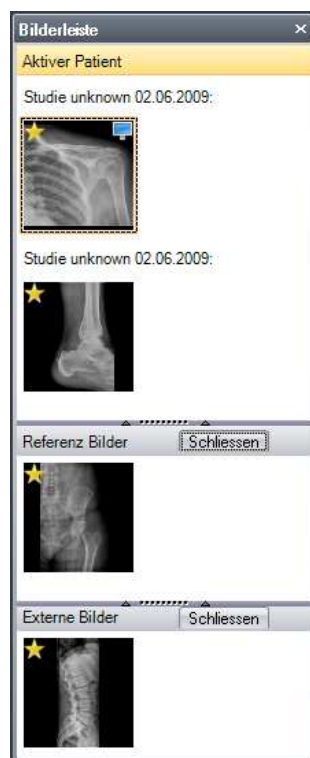 Bilderleiste
Aktiver Patient
Studie unknown 02.06.2009:
Studie unknown 02.06.2009:
Referenz Bilder Schliessen
Externe Bilder Schliessen